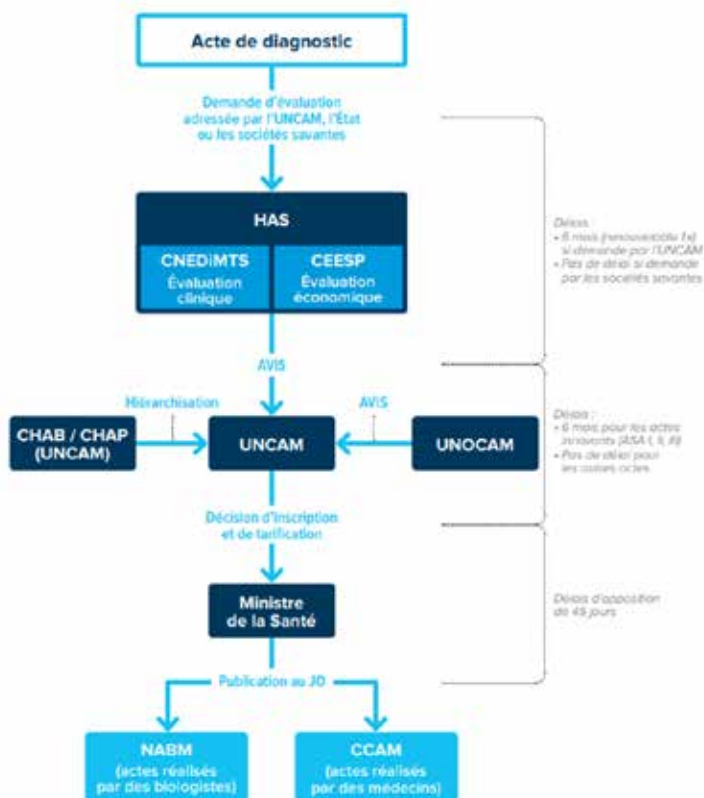 Acte de diagnostic
Demande d'évaluation
adressée par l'UNCAM, l'État
ou les sociétés savantes
HAS
CNEDiMTS
Évaluation
clinique
CEESP
Évaluation
économique
Délais :
• 6 mois (renouvelable 1x)
si demande par l'UNCAM
• Pas de délai si demande
par les sociétés savantes
AVIS
Hiérarchisation
AVIS
CHAB / CHAP
(UNCAM)
UNCAM
UNOCAM
Délais :
• 6 mois pour les actes
innovants (ASA I, II, III)
• Pas de délai pour
les autres actes
Décision d'inscription
et de tarification
Ministre
de la Santé
Délais d'opposition
de 45 jours
Publication au JO
NABM
(actes réalisés
par des biologistes)
CCAM
(actes réalisés
par des médecins)